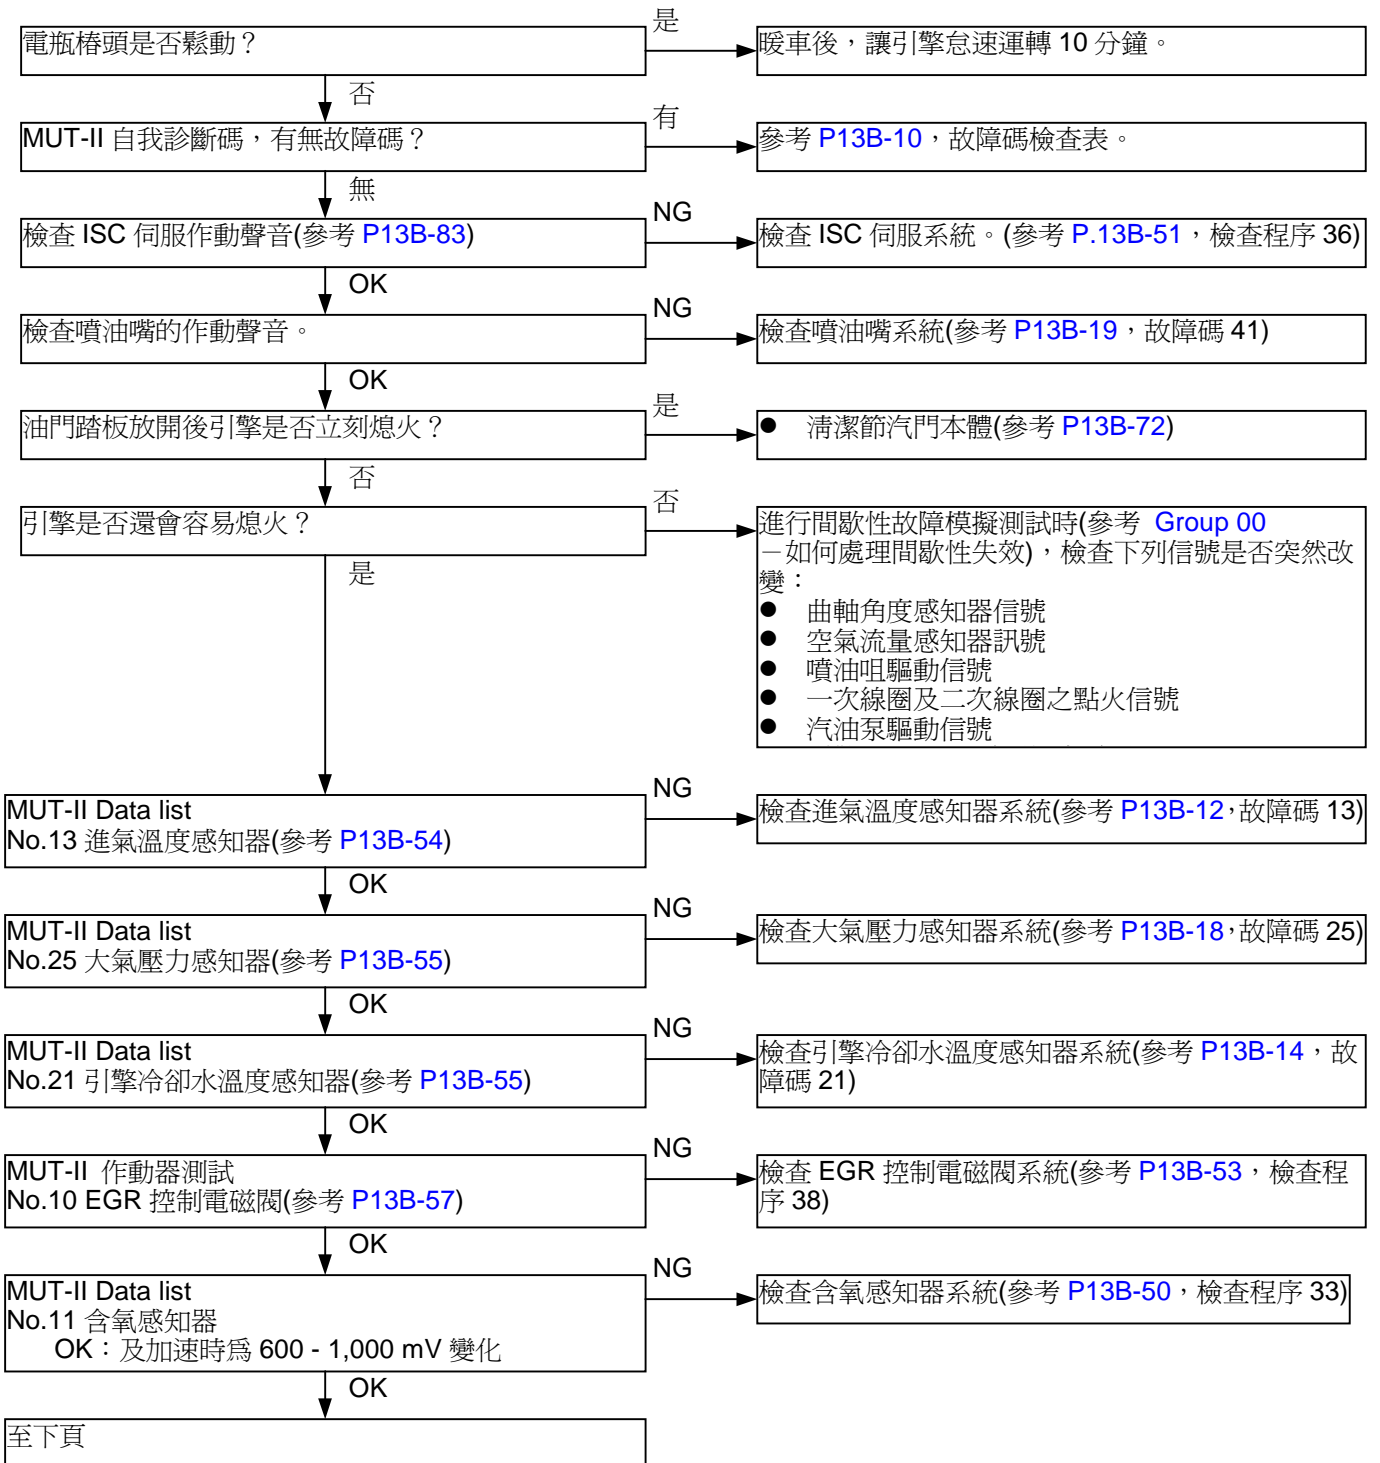 電瓶樁頭是否鬆動？
是
暖車後，讓引擎怠速運轉 10 分鐘。
否
MUT-II 自我診斷碼，有無故障碼？
有
參考 P13B-10，故障碼檢查表。
無
檢查 ISC 伺服作動聲音(參考 P13B-83)
NG
檢查 ISC 伺服系統。(參考 P.13B-51，檢查程序 36)
OK
檢查噴油嘴的作動聲音。
NG
檢查噴油嘴系統(參考 P13B-19，故障碼 41)
OK
油門踏板放開後引擎是否立刻熄火？
是
● 清潔節汽門本體(參考 P13B-72)
否
引擎是否還會容易熄火？
否
進行間歇性故障模擬測試時(參考 Group 00
－如何處理間歇性失效)，檢查下列信號是否突然改
變：
● 曲軸角度感知器信號
● 空氣流量感知器訊號
● 噴油咀驅動信號
● 一次線圈及二次線圈之點火信號
● 汽油泵驅動信號
是
MUT-II Data list
No.13 進氣溫度感知器(參考 P13B-54)
NG
檢查進氣溫度感知器系統(參考 P13B-12，故障碼 13)
OK
MUT-II Data list
No.25 大氣壓力感知器(參考 P13B-55)
NG
檢查大氣壓力感知器系統(參考 P13B-18，故障碼 25)
OK
MUT-II Data list
No.21 引擎冷卻水溫度感知器(參考 P13B-55)
NG
檢查引擎冷卻水溫度感知器系統(參考 P13B-14，故
障碼 21)
OK
MUT-II 作動器測試
No.10 EGR 控制電磁閥(參考 P13B-57)
NG
檢查 EGR 控制電磁閥系統(參考 P13B-53，檢查程
序 38)
OK
MUT-II Data list
No.11 含氧感知器
OK：及加速時為 600 - 1,000 mV 變化
NG
檢查含氧感知器系統(參考 P13B-50，檢查程序 33)
OK
至下頁